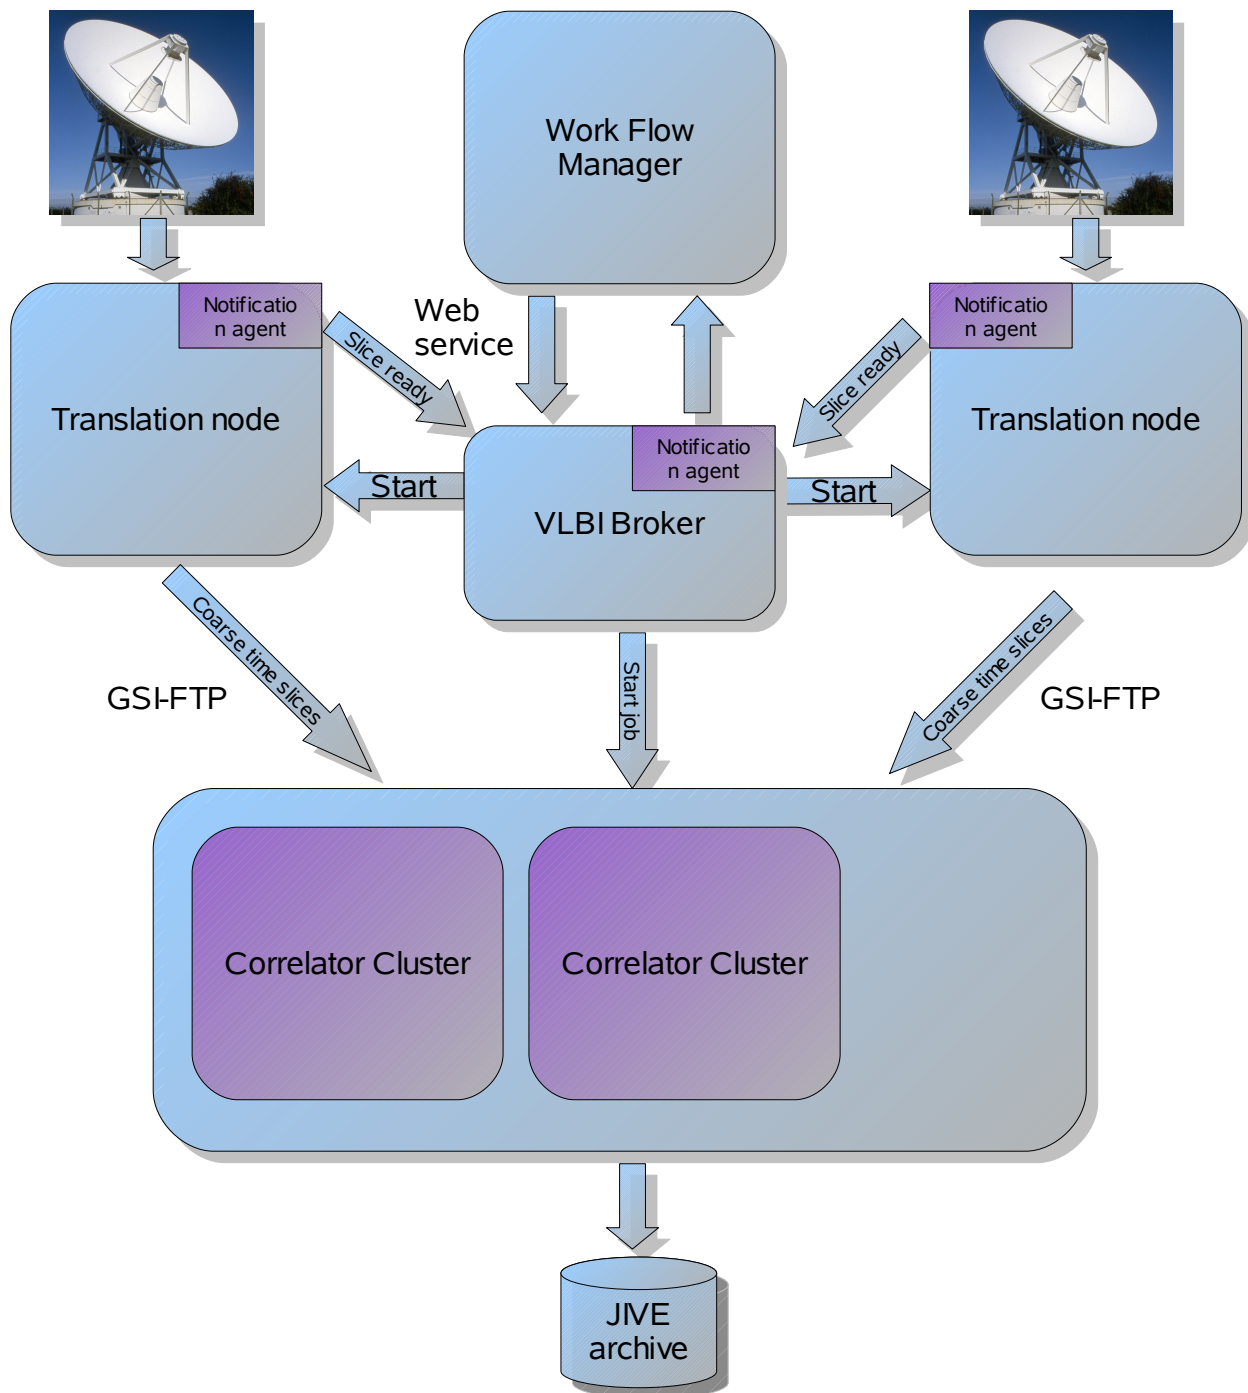 Work Flow
Manager
Notificatio
n agent
Web
service
Notificatio
n agent
Slice ready
Slice ready
Translation node
Translation node
Notificatio
n agent
Start
Start
VLBI Broker
Coarse time slices
Start job
Coarse time slices
GSI-FTP
GSI-FTP
Correlator Cluster
Correlator Cluster
JIVE
archive